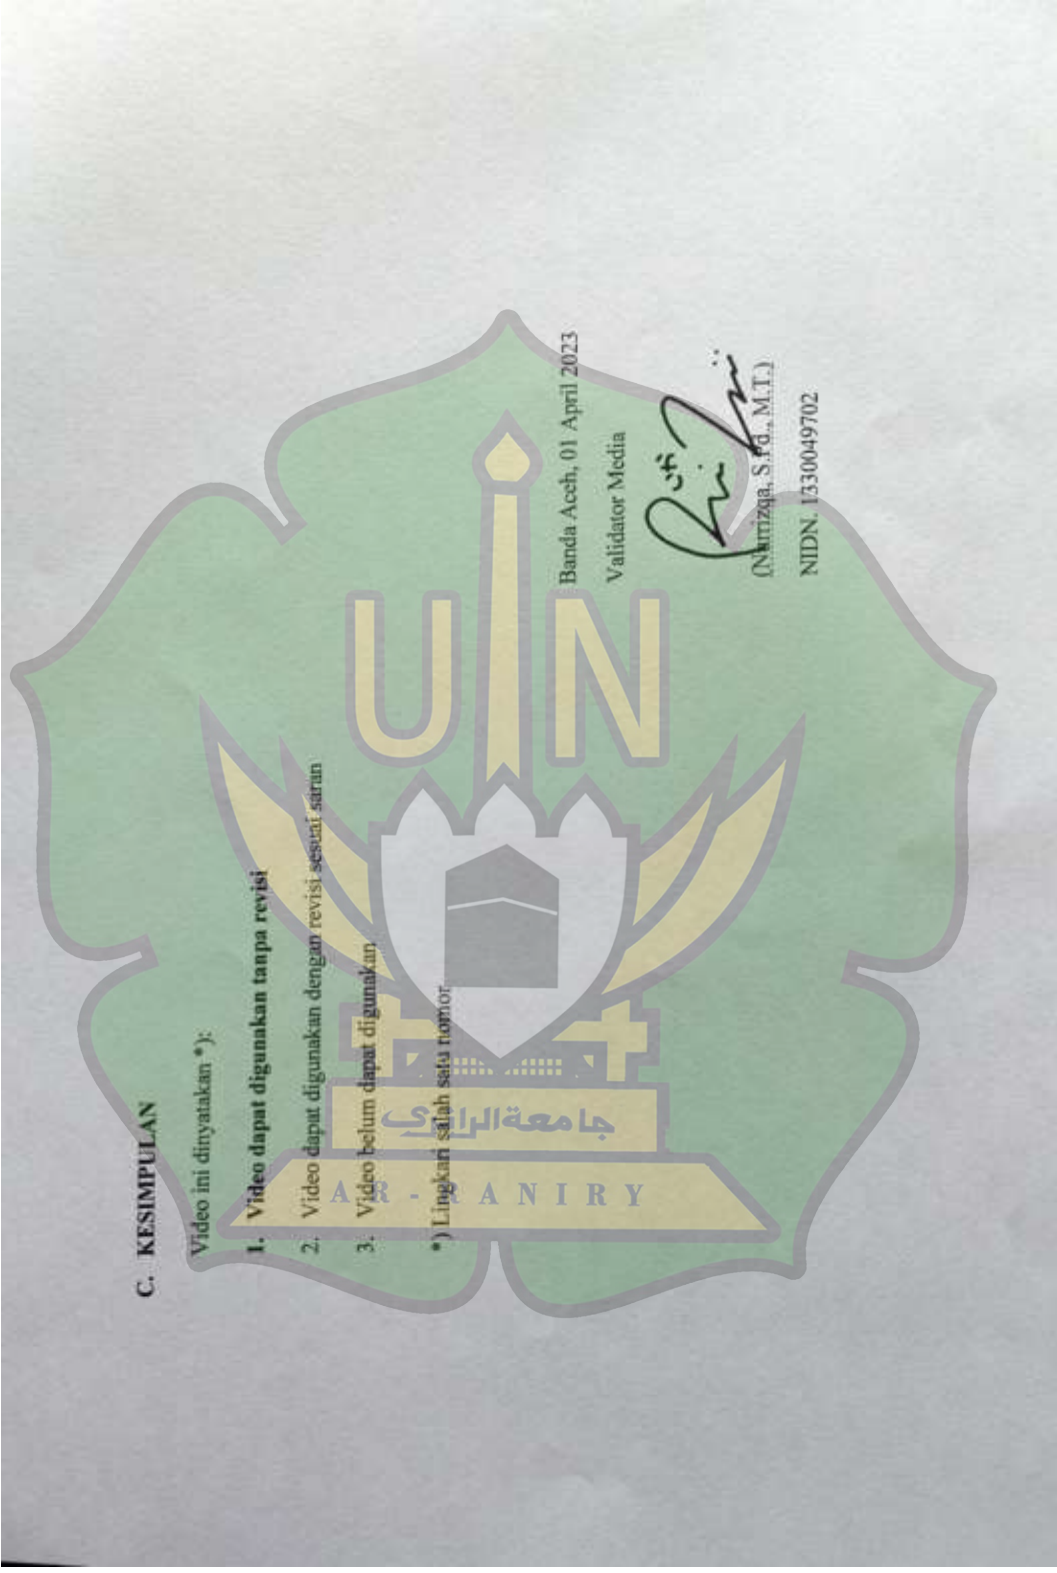 C. KESIMPULAN
Video ini dinyatakan *):
1. Video dapat digunakan tanpa revisi
2. Video dapat digunakan dengan revisi sesuai saran
3. Video belum dapat digunakan
*) Lingkari salah satu nomor
Banda Aceh, 01 April 2023
Validator Media
(Nurrizqa, S.Pd., M.T.)
NIDN. 1330049702
UIN
جامعة الرانري
AR-RANIRY